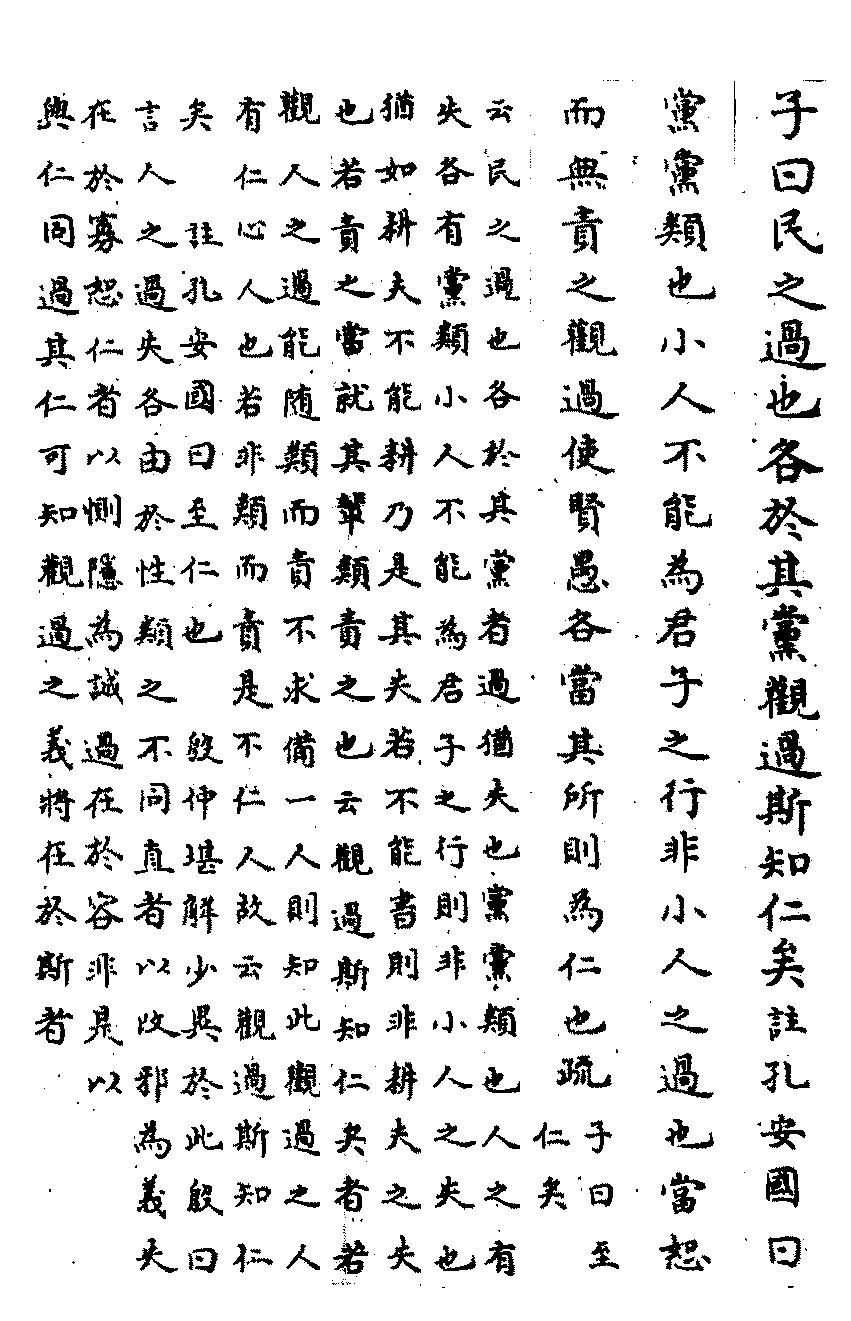 子曰民之過也各於其黨觀過斯知仁矣註孔安國曰
黨黨類也小人不能為君子之行非小人之過也當恕
而無責之觀過使賢愚各當其所則為仁也疏
子曰至
仁矣
云民之過也各於其黨者過猶失也黨黨類也人之有
失各有黨類小人不能為君子之行則非小人之失也
猶如耕夫不能耕乃是其失若不能書則非耕夫之失
也若責之當就其輩類責之也云觀過斯知仁矣者若
觀人之過能随類而責不求備一人則知此觀過之人
有仁心人也若非類而責是不仁人故云觀過斯知仁
矣 註孔安國曰至仁也 殷仲堪解少異於此殷曰
言人之過失各由於性類之不同直者以改邪為義失
在於寡恕仁者以惻隱為誠過在於容非是以
與仁同過其仁可知觀過之義將在於斯者